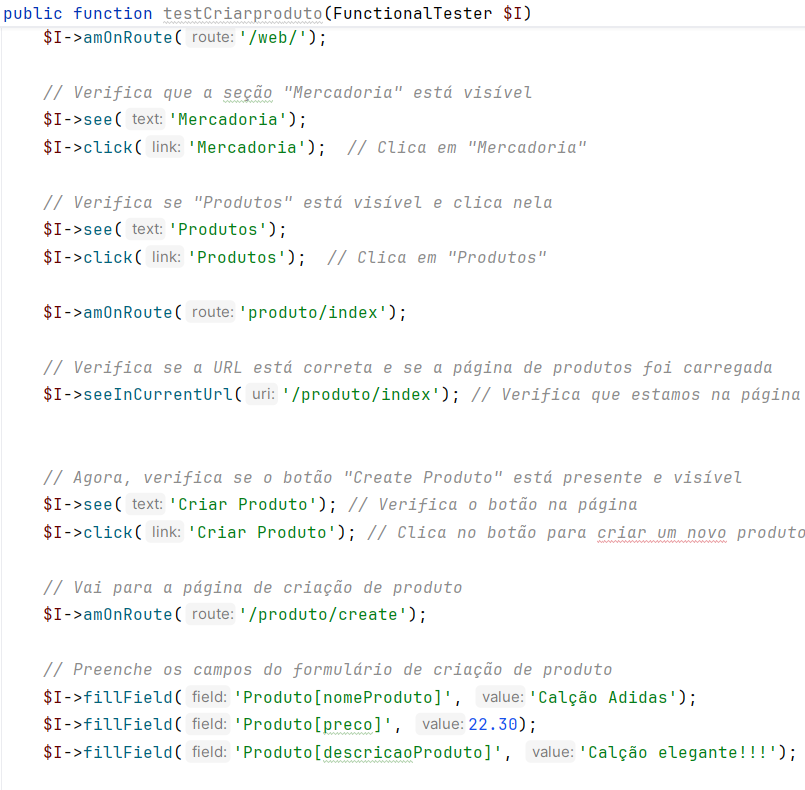 public function testCriarproduto(FunctionalTester $I)
$I->amOnRoute( route: '/web/');
// Verifica que a seção "Mercadoria" está visível
$I->see( text: 'Mercadoria');
$I->click( link: 'Mercadoria');  // Clica em "Mercadoria"
// Verifica se "Produtos" está visível e clica nela
$I->see( text: 'Produtos');
$I->click( link: 'Produtos');  // Clica em "Produtos"
$I->amOnRoute( route: 'produto/index');
// Verifica se a URL está correta e se a página de produtos foi carregada
$I->seeInCurrentUrl( uri: '/produto/index'); // Verifica que estamos na página
// Agora, verifica se o botão "Create Produto" está presente e visível
$I->see( text: 'Criar Produto'); // Verifica o botão na página
$I->click( link: 'Criar Produto'); // Clica no botão para criar um novo produto
// Vai para a página de criação de produto
$I->amOnRoute( route: '/produto/create');
// Preenche os campos do formulário de criação de produto
$I->fillField( field: 'Produto[nomeProduto]', value: 'Calção Adidas');
$I->fillField( field: 'Produto[preco]', value: 22.30);
$I->fillField( field: 'Produto[descricaoProduto]', value: 'Calção elegante!!!');